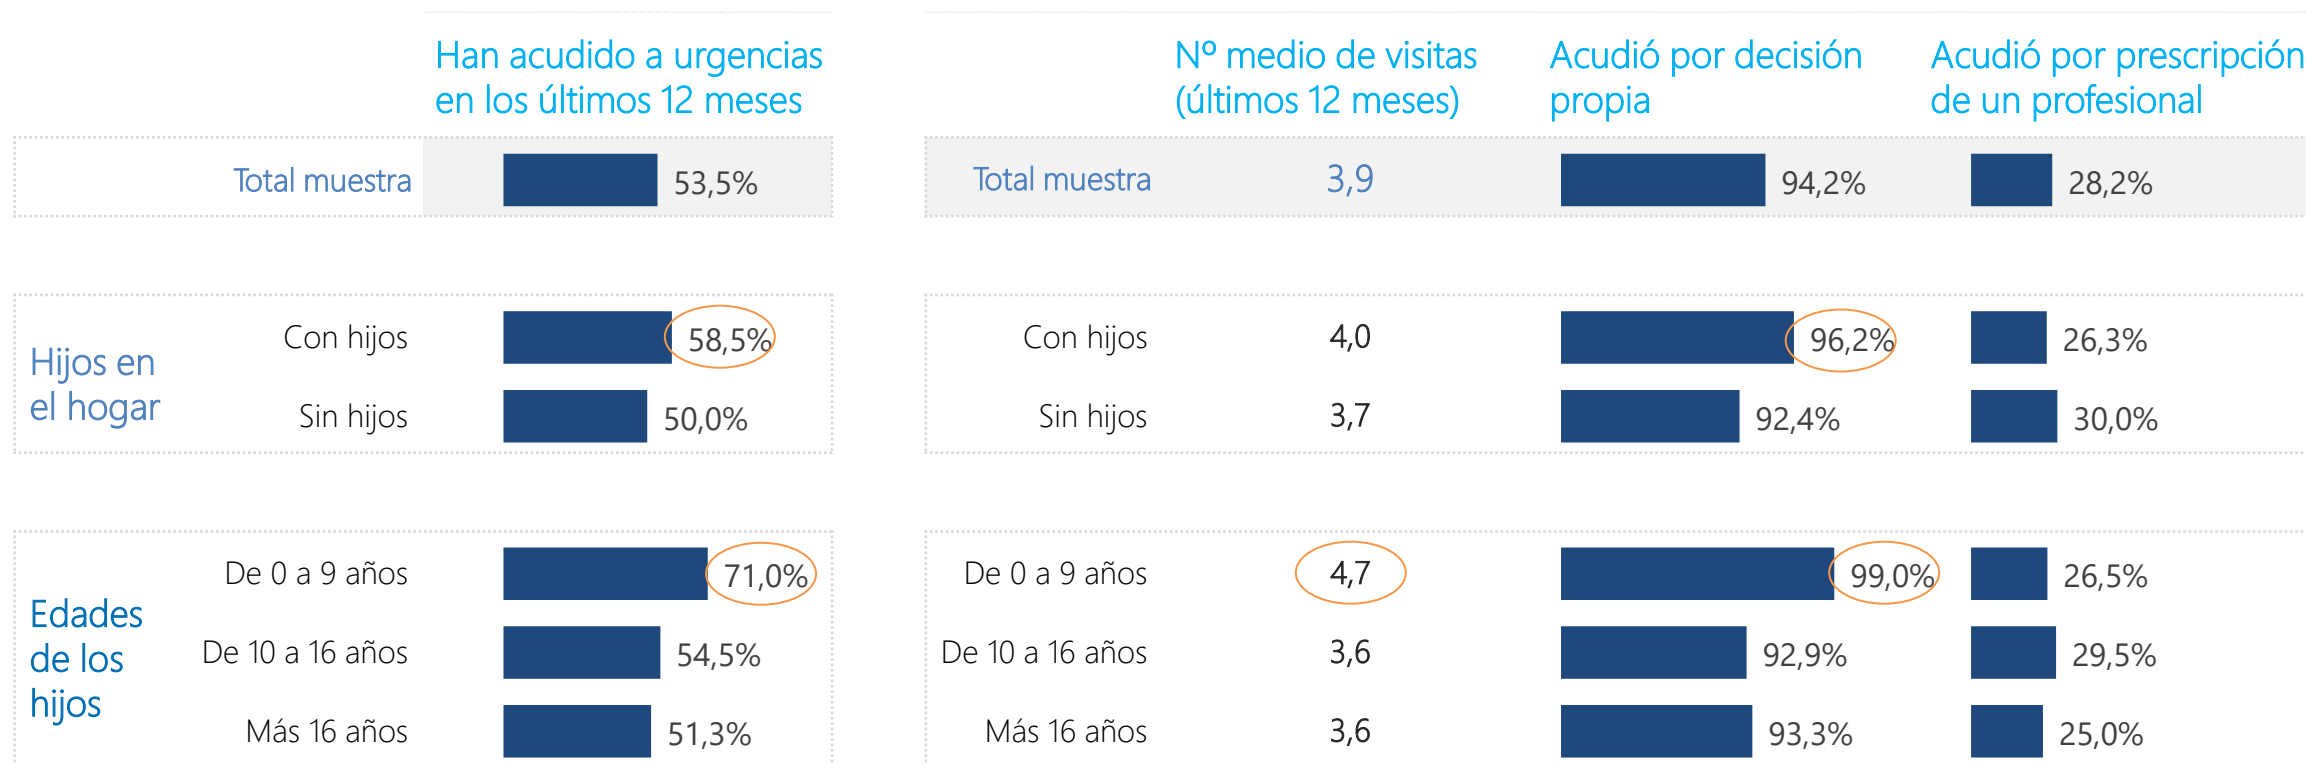 Han acudido a urgencias
en los últimos 12 meses
Nº medio de visitas
(últimos 12 meses)
Acudió por decisión
propia
Acudió por prescripción
de un profesional
Total muestra
53,5%
Total muestra
3,9
94,2%
28,2%
Hijos en
el hogar
Con hijos
58,5%
Sin hijos
50,0%
Con hijos
4,0
96,2%
26,3%
Sin hijos
3,7
92,4%
30,0%
Edades
de los
hijos
De 0 a 9 años
71,0%
De 10 a 16 años
54,5%
Más 16 años
51,3%
De 0 a 9 años
4,7
99,0%
26,5%
De 10 a 16 años
3,6
92,9%
29,5%
Más 16 años
3,6
93,3%
25,0%